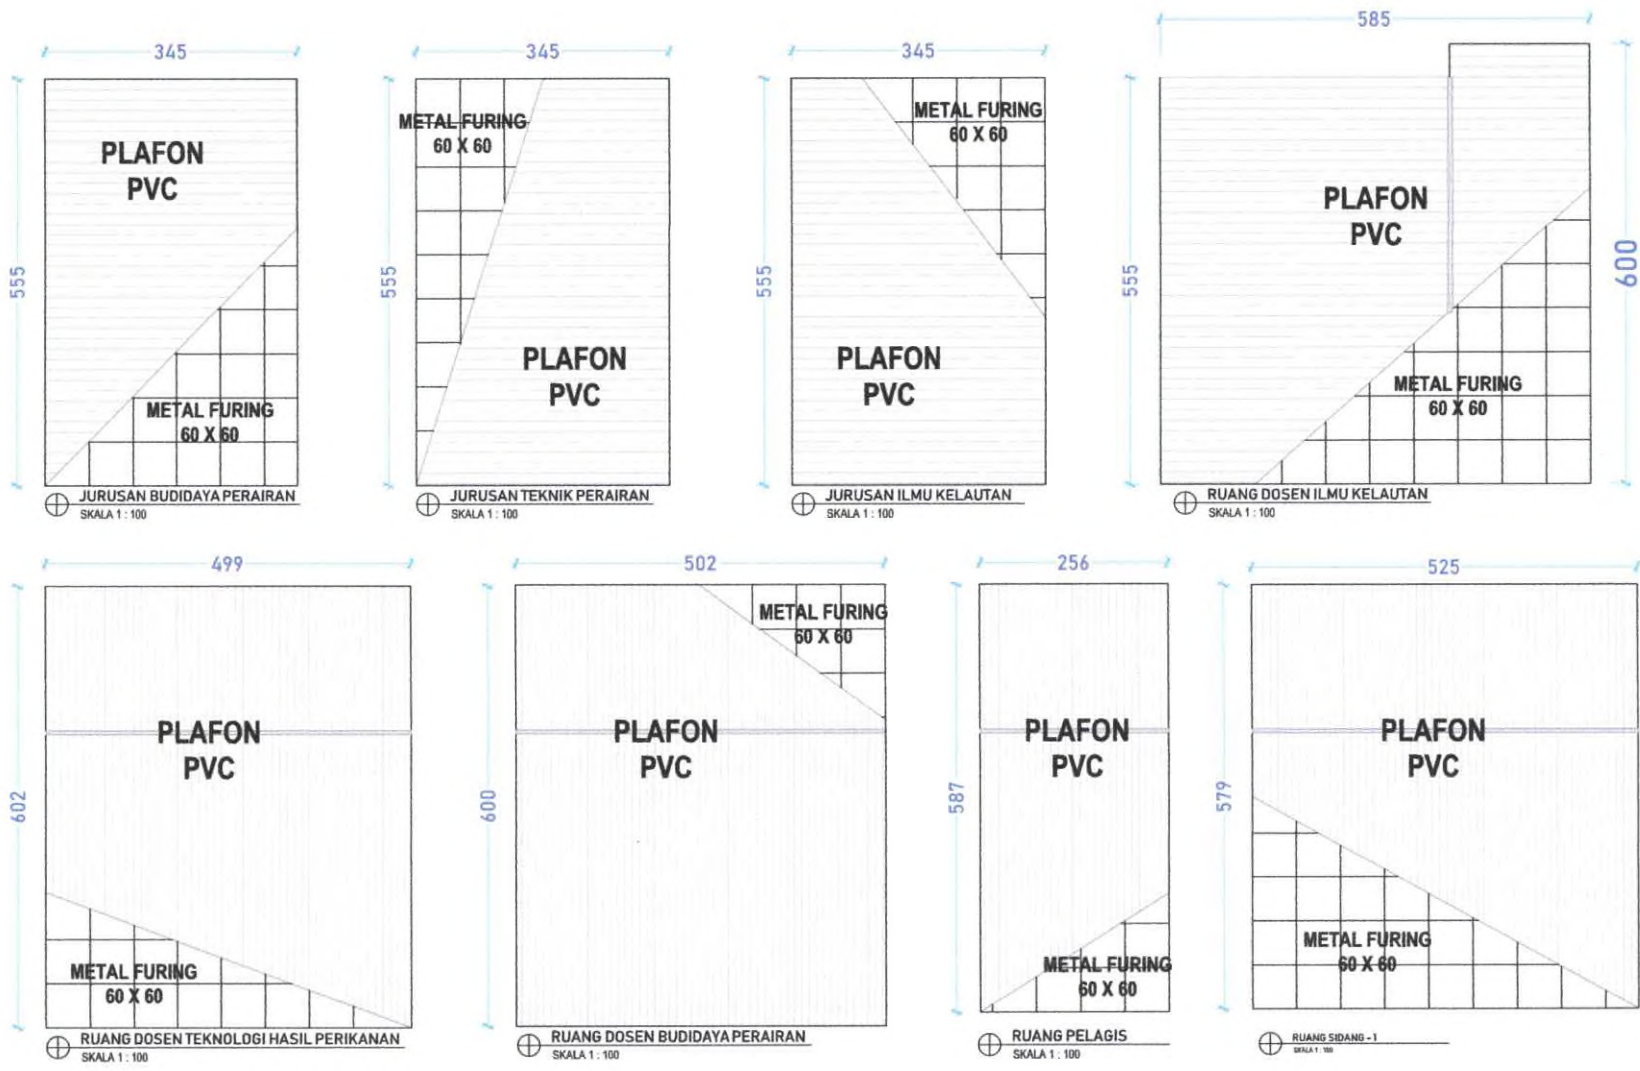 345
555
PLAFON
PVC
METAL FURING
60 X 60
JURUSAN BUDIDAYA PERAIRAN
SKALA 1 : 100
345
555
METAL FURING
60 X 60
PLAFON
PVC
JURUSAN TEKNIK PERAIRAN
SKALA 1 : 100
345
555
METAL FURING
60 X 60
PLAFON
PVC
JURUSAN ILMU KELAUTAN
SKALA 1 : 100
585
555
600
PLAFON
PVC
METAL FURING
60 X 60
RUANG DOSEN ILMU KELAUTAN
SKALA 1 : 100
499
602
PLAFON
PVC
METAL FURING
60 X 60
RUANG DOSEN TEKNOLOGI HASIL PERIKANAN
SKALA 1 : 100
502
600
METAL FURING
60 X 60
PLAFON
PVC
RUANG DOSEN BUDIDAYA PERAIRAN
SKALA 1 : 100
256
587
PLAFON
PVC
METAL FURING
60 X 60
RUANG PELAGIS
SKALA 1 : 100
525
579
PLAFON
PVC
METAL FURING
60 X 60
RUANG SIDANG - 1
SKALA 1 : 100